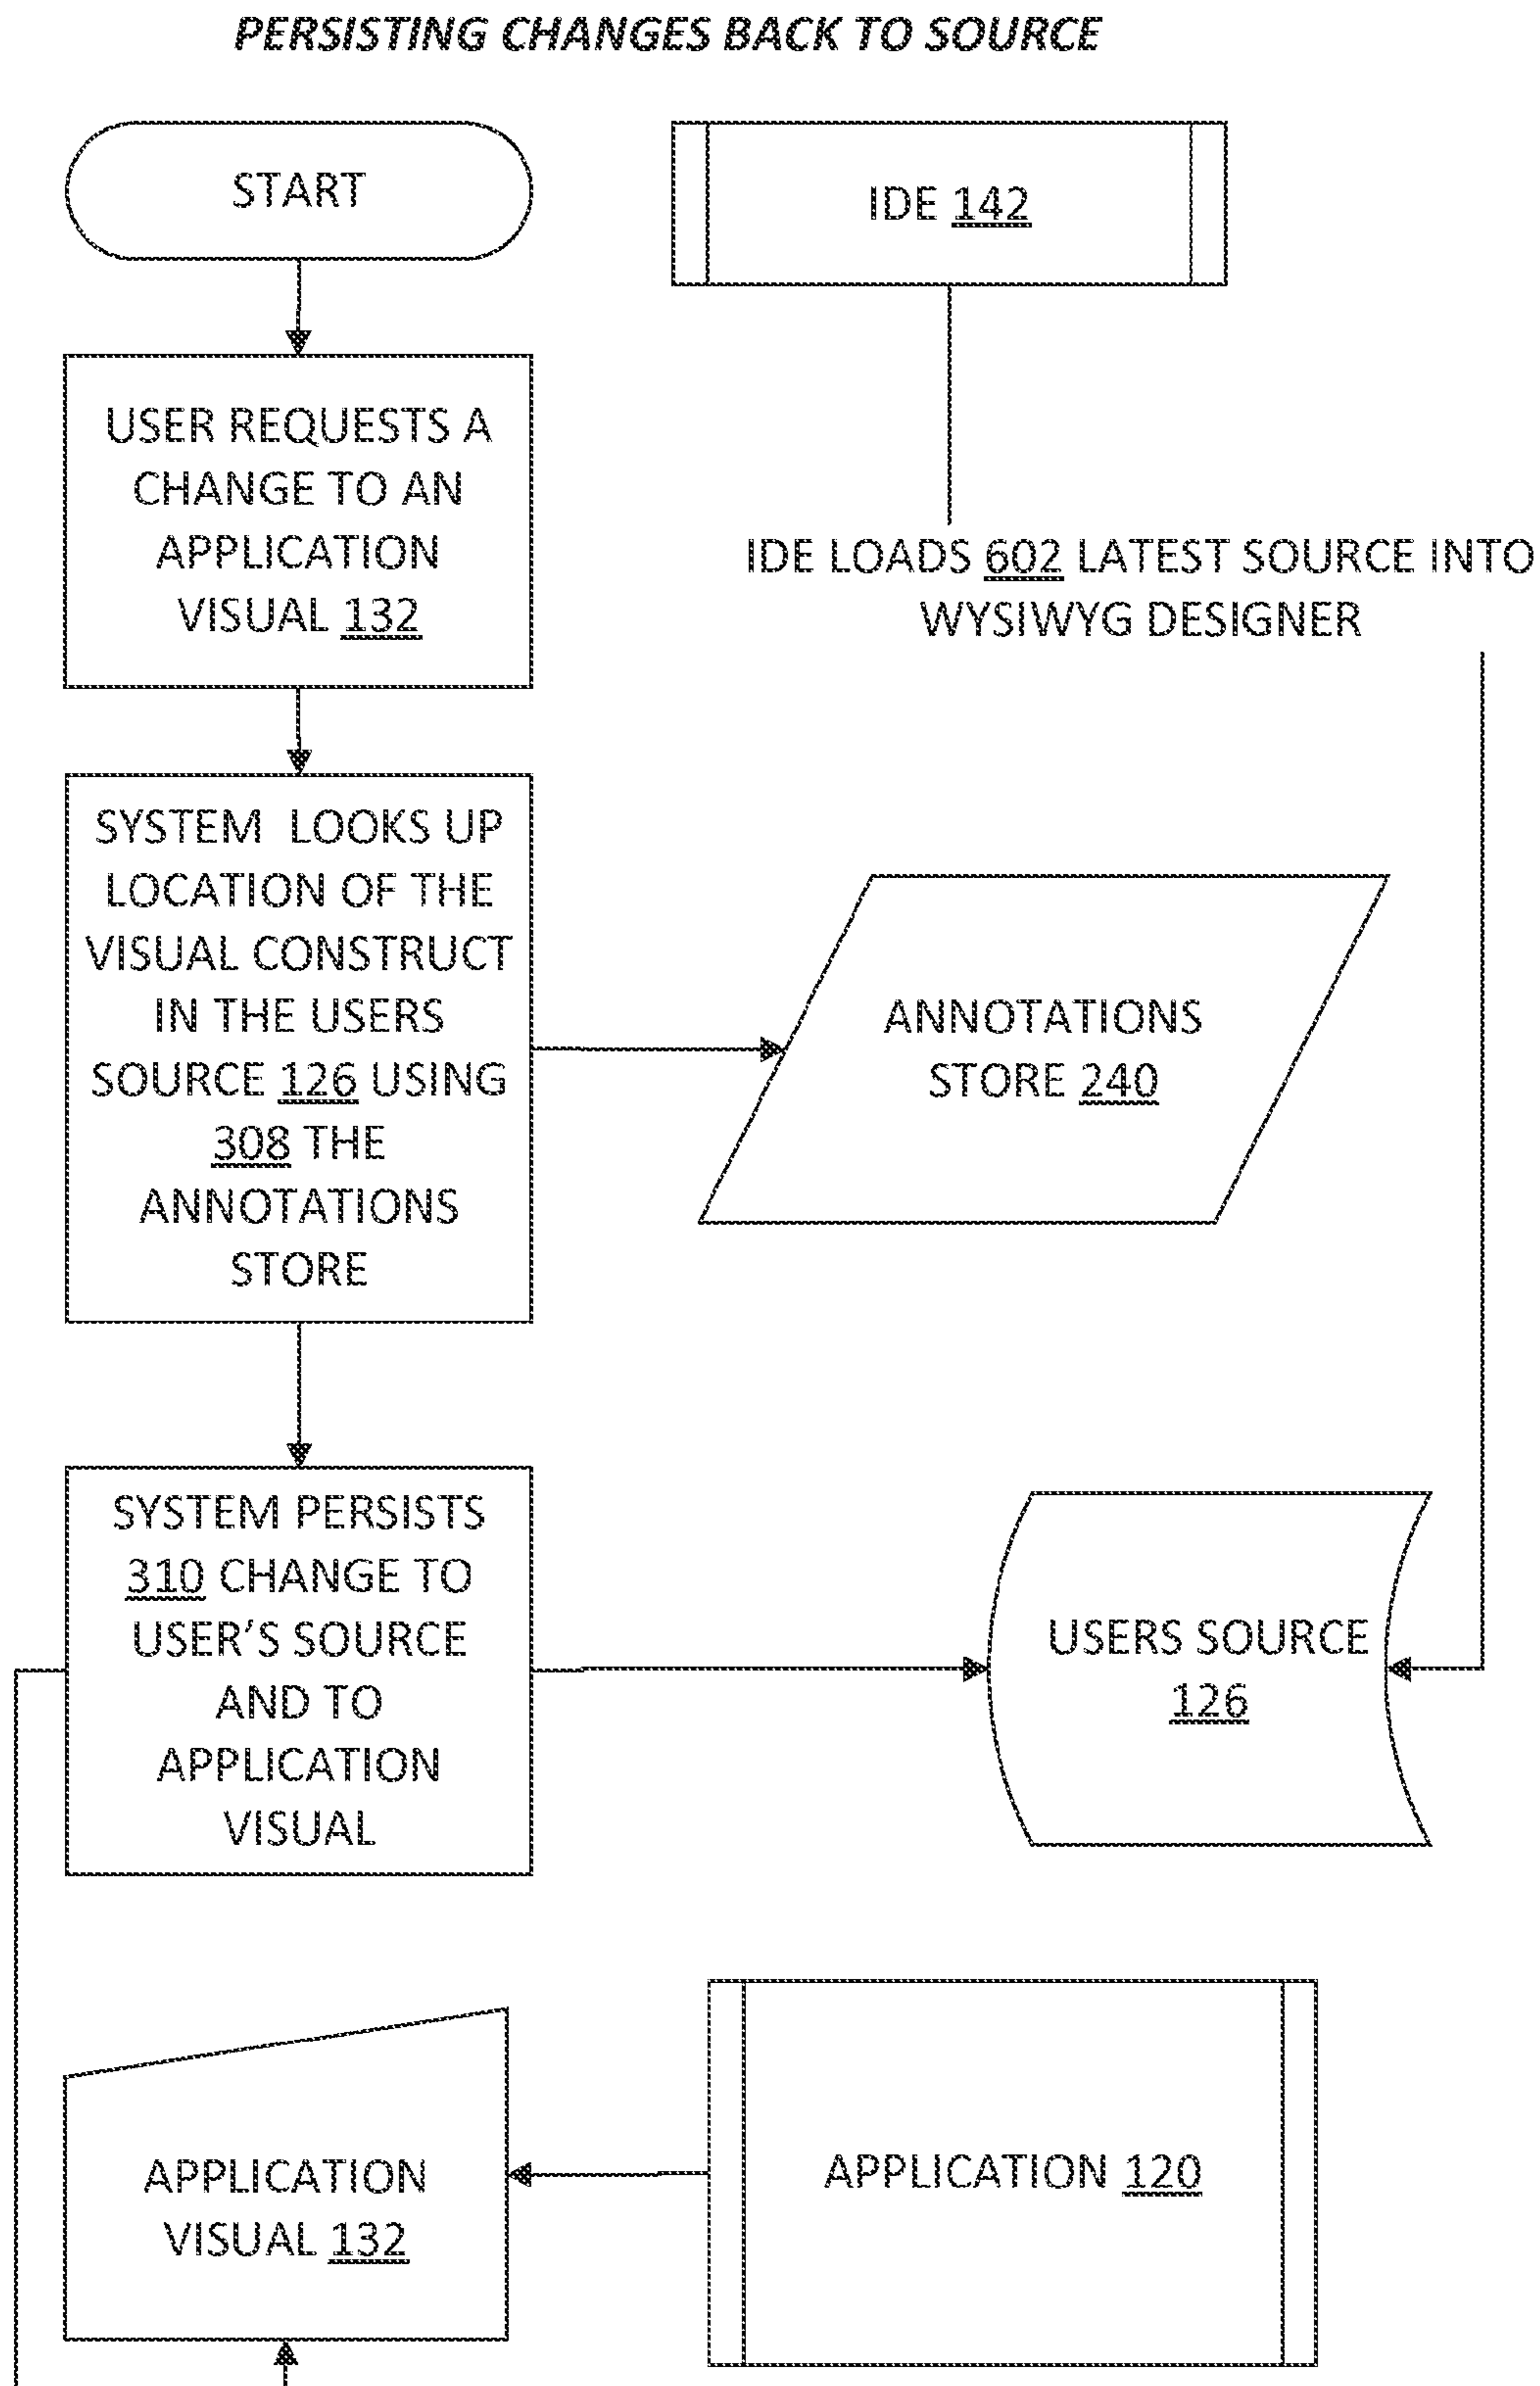 PERSISTING CHANGES BACK TO SOURCE
START
IDE 142
USER REQUESTS A
CHANGE TO AN
APPLICATION
VISUAL 132
IDE LOADS 602 LATEST SOURCE INTO
WYSIWYG DESIGNER
SYSTEM LOOKS UP
LOCATION OF THE
VISUAL CONSTRUCT
IN THE USERS
SOURCE 126 USING
308 THE
ANNOTATIONS
STORE
ANNOTATIONS
STORE 240
SYSTEM PERSISTS
310 CHANGE TO
USER'S SOURCE
AND TO
APPLICATION
VISUAL
USERS SOURCE
126
APPLICATION
VISUAL 132
APPLICATION 120